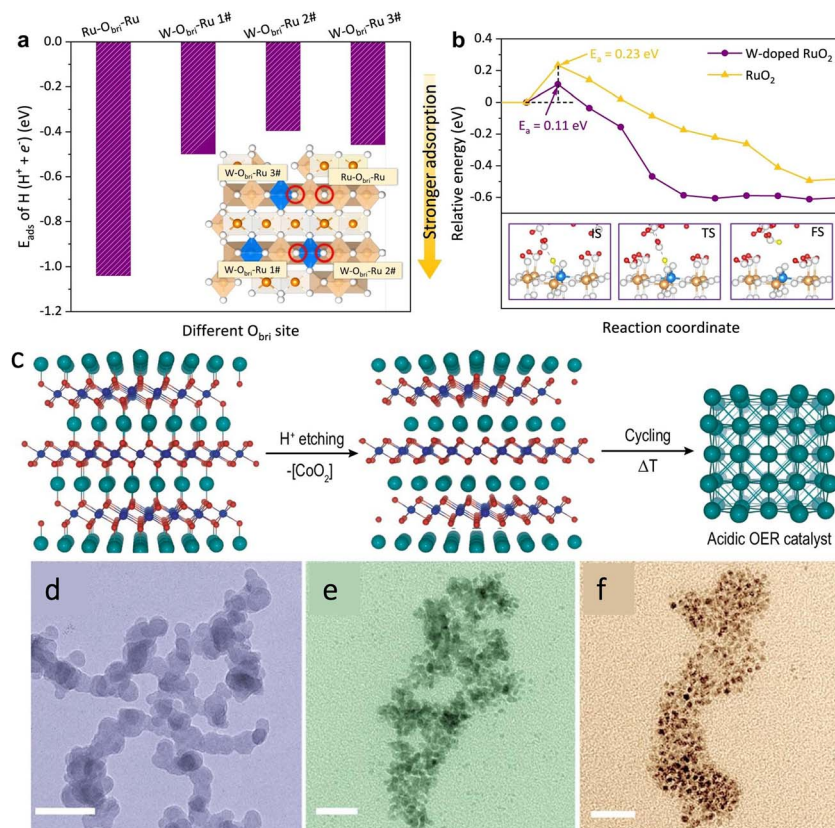 a
Ru-O_bri-Ru
W-O_bri-Ru 1#
W-O_bri-Ru 2#
W-O_bri-Ru 3#
0.0
-0.2
-0.4
-0.6
-0.8
-1.0
-1.2
E_ads of H (H⁺ + e⁻) (eV)
W-O_bri-Ru 3#
Ru-O_bri-Ru
W-O_bri-Ru 1#
W-O_bri-Ru 2#
Stronger adsorption
Different O_bri site
b
0.4
0.2
0
-0.2
-0.4
-0.6
Relative energy (eV)
E_a = 0.23 eV
E_a = 0.11 eV
W-doped RuO₂
RuO₂
IS
TS
FS
Reaction coordinate
c
H⁺ etching
-[CoO₂]
Cycling
ΔT
Acidic OER catalyst
d
e
f